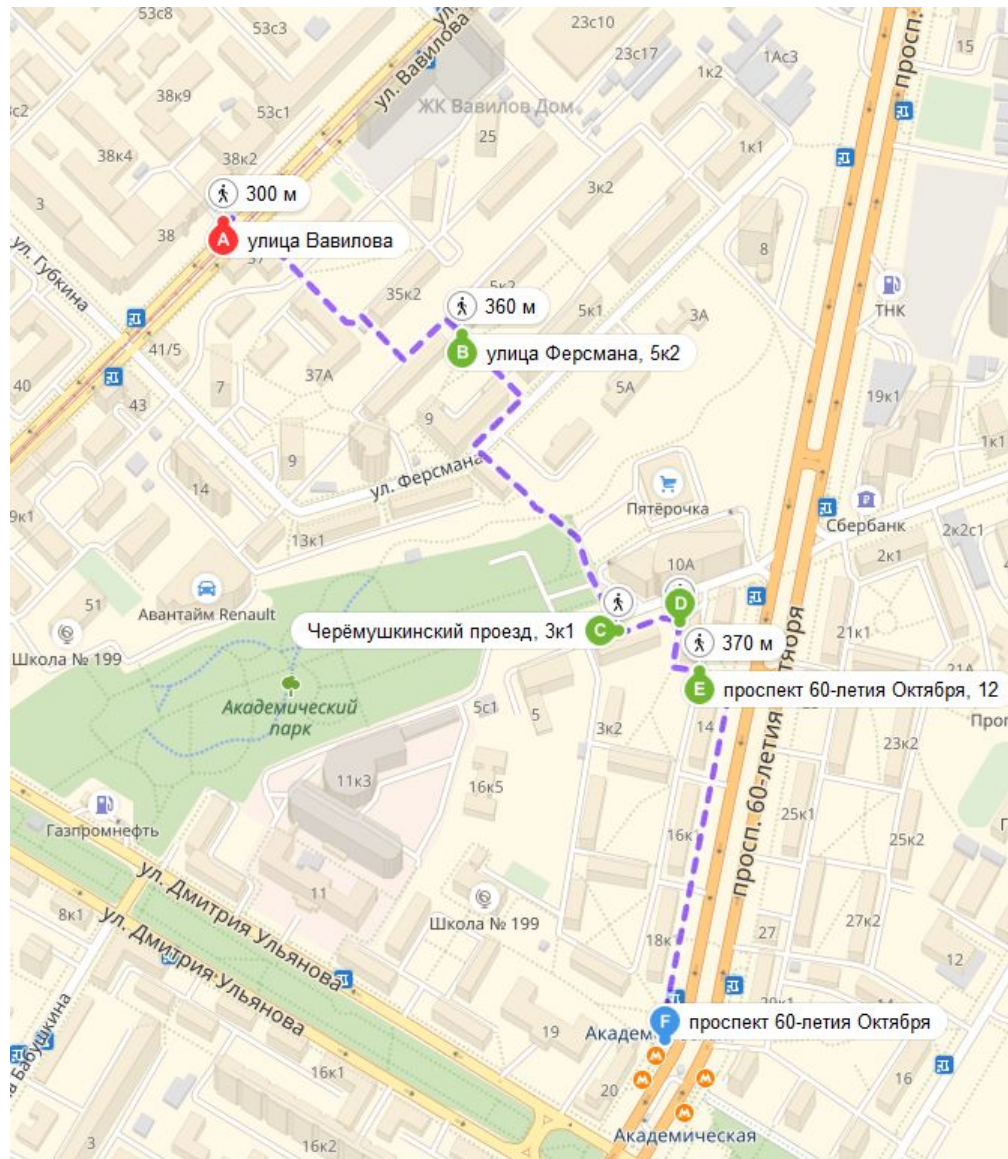 53с8
53с3
23с10
23с17
1Ас3
15
38к9
53с1
1к2
ул. Вавилова
просп.
ЖК Вавилов Дом
25
1к1
38к4
38к2
3к2
3
300 м
38
А
улица Вавилова
37
8
ул. Губкина
35к2
5к2
360 м
5к1
3А
ТНК
B
улица Ферсмана, 5к2
41/5
40
7
37А
5А
43
9
19к1
9
1к1
14
ул. Ферсмана
Пятёрочка
Сбербанк
9к1
13к1
2к2с1
2к1
10А
51
Авантайм Renault
D
Школа № 199
Черёмушкинский проезд, 3к1
C
370 м
21к1
21А
E
проспект 60-летия Октября, 12
Академический
парк
5с1
5
3к2
14
23к2
11к3
16к5
просп. 60-летия Октября
25к1
25к2
16к1
Газпромнефть
ул. Дмитрия Ульянова
11
Школа № 199
8к1
ул. Дмитрия Ульянова
27к2
27
18к1
12
F
проспект 60-летия Октября
19
16к1
20
16
Академическая
3
16к2